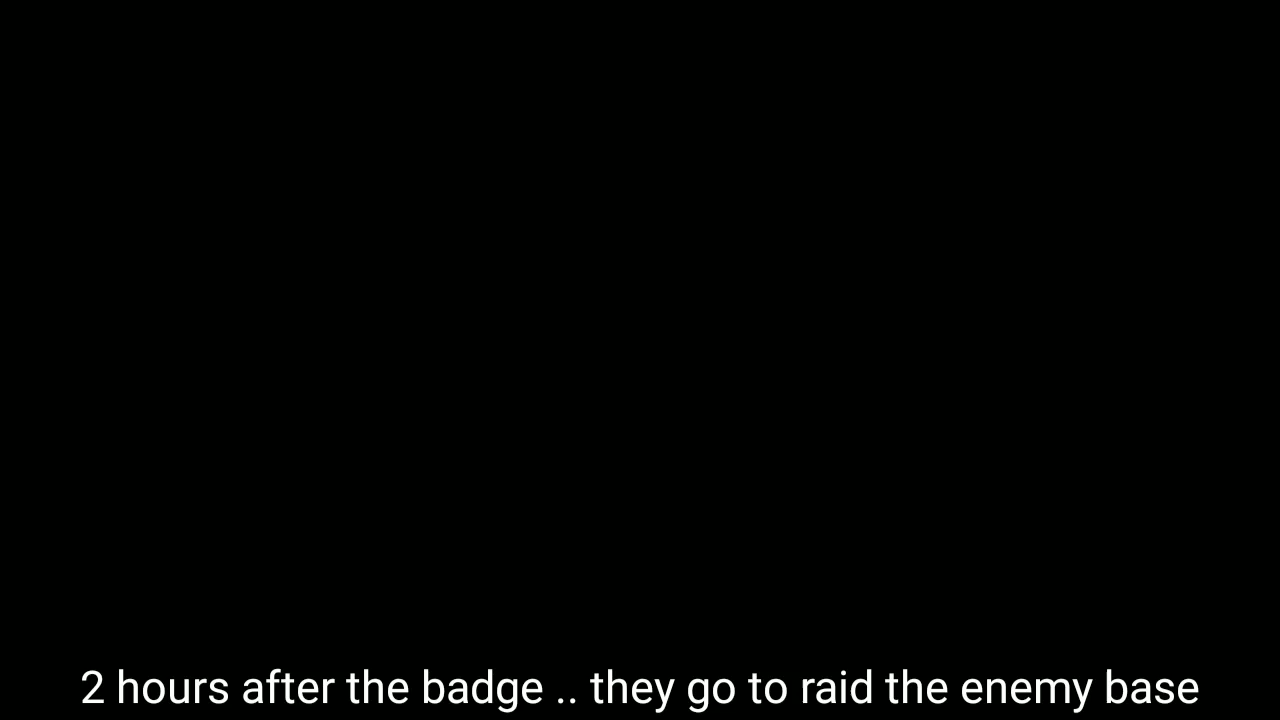 2 hours after the badge .. they go to raid the enemy base